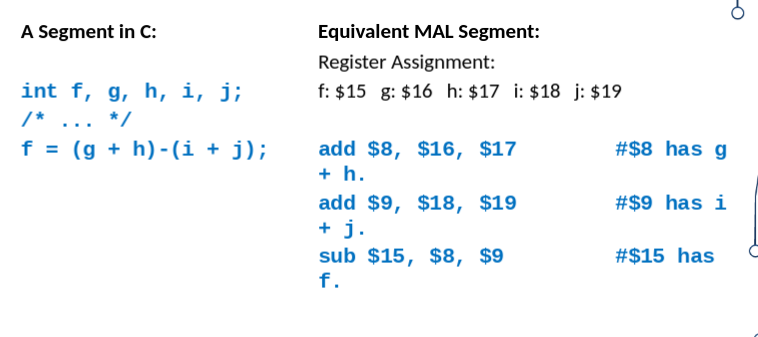 A Segment in C:
int f, g, h, i, j;
/* ... */
f = (g + h)-(i + j);
Equivalent MAL Segment:
Register Assignment:
f: $15 g: $16 h: $17 i: $18 j: $19
add $8, $16, $17 #$8 has g
+ h.
add $9, $18, $19 #$9 has i
+ j.
sub $15, $8, $9 #$15 has
f.